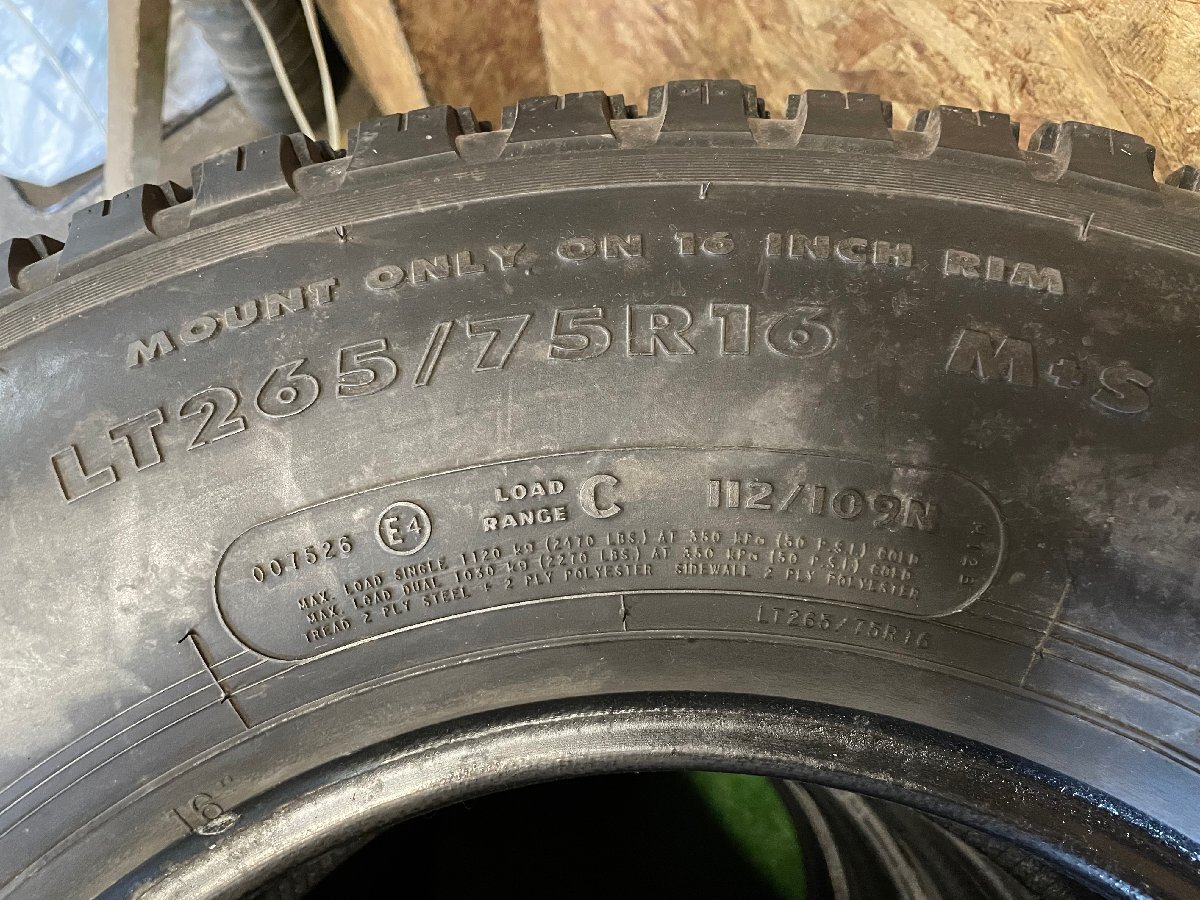 MOUNT ONLY ON 16 INCH RIM
LT265/75R16 M+S
LOAD RANGE C 112/109N
007526 E4
MAX. LOAD SINGLE 1120 kg (2470 LBS.) AT 350 kPa (50 P.S.I.) COLD
MAX. LOAD DUAL 1030 kg (2270 LBS.) AT 350 kPa (50 P.S.I.) COLD
TREAD 2 PLY STEEL + 2 PLY POLYESTER SIDEWALL 2 PLY POLYESTER
LT265/75R16
16"